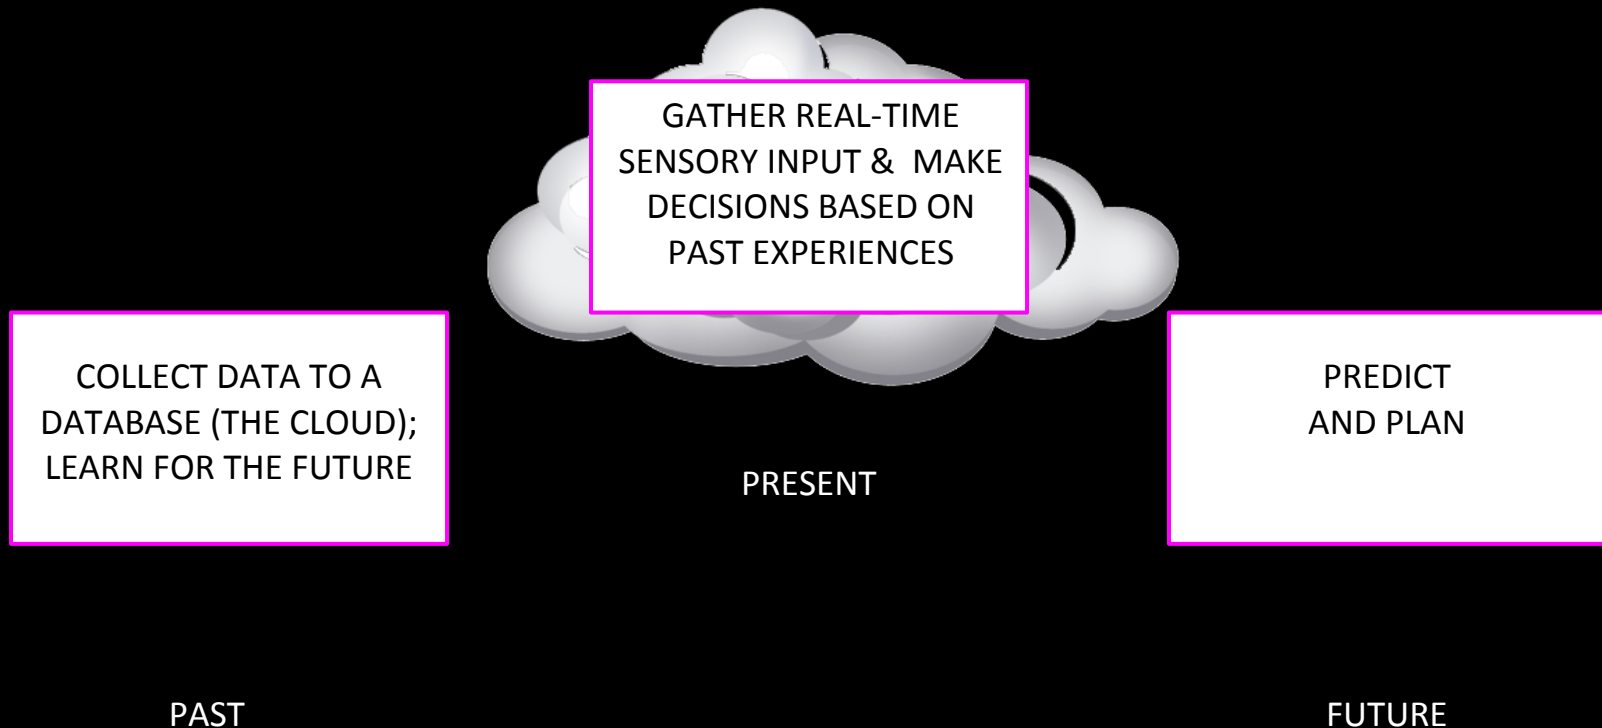 GATHER REAL-TIME
SENSORY INPUT &  MAKE
DECISIONS BASED ON
PAST EXPERIENCES
COLLECT DATA TO A
DATABASE (THE CLOUD);
LEARN FOR THE FUTURE
PREDICT
AND PLAN
PRESENT
PAST
FUTURE